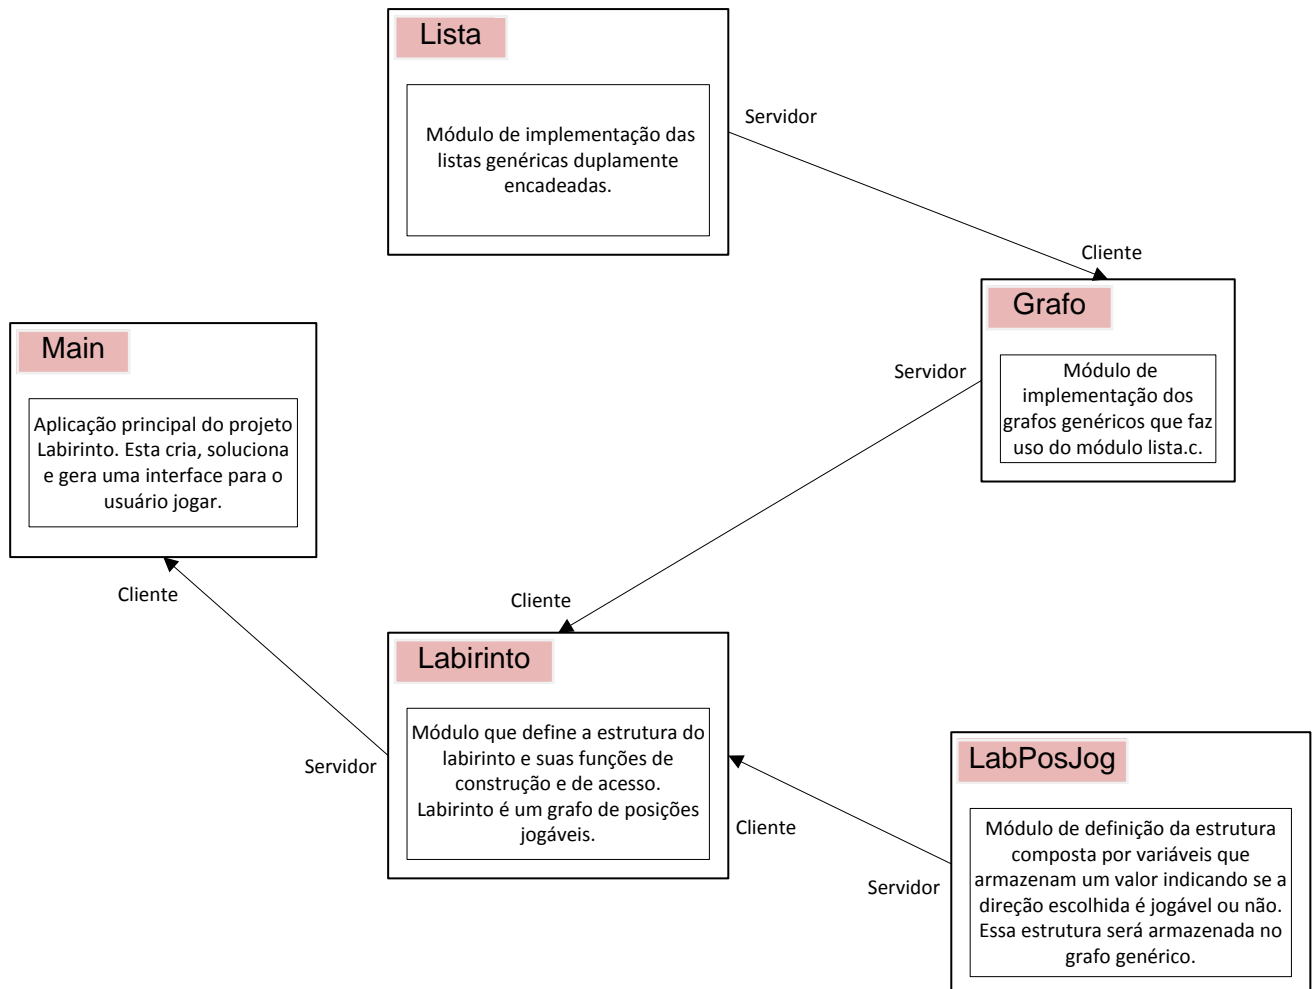 Lista
Módulo de implementação das
listas genéricas duplamente
encadeadas.
Servidor
Cliente
Grafo
Módulo de
implementação dos
grafos genéricos que faz
uso do módulo lista.c.
Servidor
Main
Aplicação principal do projeto
Labirinto. Esta cria, soluciona
e gera uma interface para o
usuário jogar.
Cliente
Cliente
Labirinto
Módulo que define a estrutura do
labirinto e suas funções de
construção e de acesso.
Labirinto é um grafo de posições
jogáveis.
Servidor
Cliente
LabPosJog
Módulo de definição da estrutura
composta por variáveis que
armazenam um valor indicando se a
direção escolhida é jogável ou não.
Essa estrutura será armazenada no
grafo genérico.
Servidor